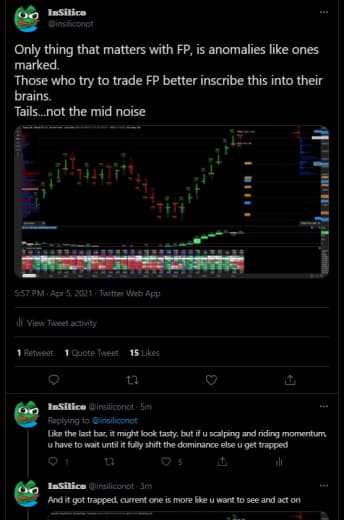 InSilico
@insiliconot
Only thing that matters with FP, is anomalies like ones
marked.
Those who try to trade FP better inscribe this into their
brains.
Tails...not the mid noise
5:57 PM · Apr 5, 2021 · Twitter Web App
View Tweet activity
1 Retweet 1 Quote Tweet 15 Likes
InSilico @insiliconot · 5m
Replying to @insiliconot
Like the last bar, it might look tasty, but if u scalping and riding momentum,
u have to wait until it fully shift the dominance else u get trapped
1 5
InSilico @insiliconot · 3m
And it got trapped, current one is more like u want to see and act on